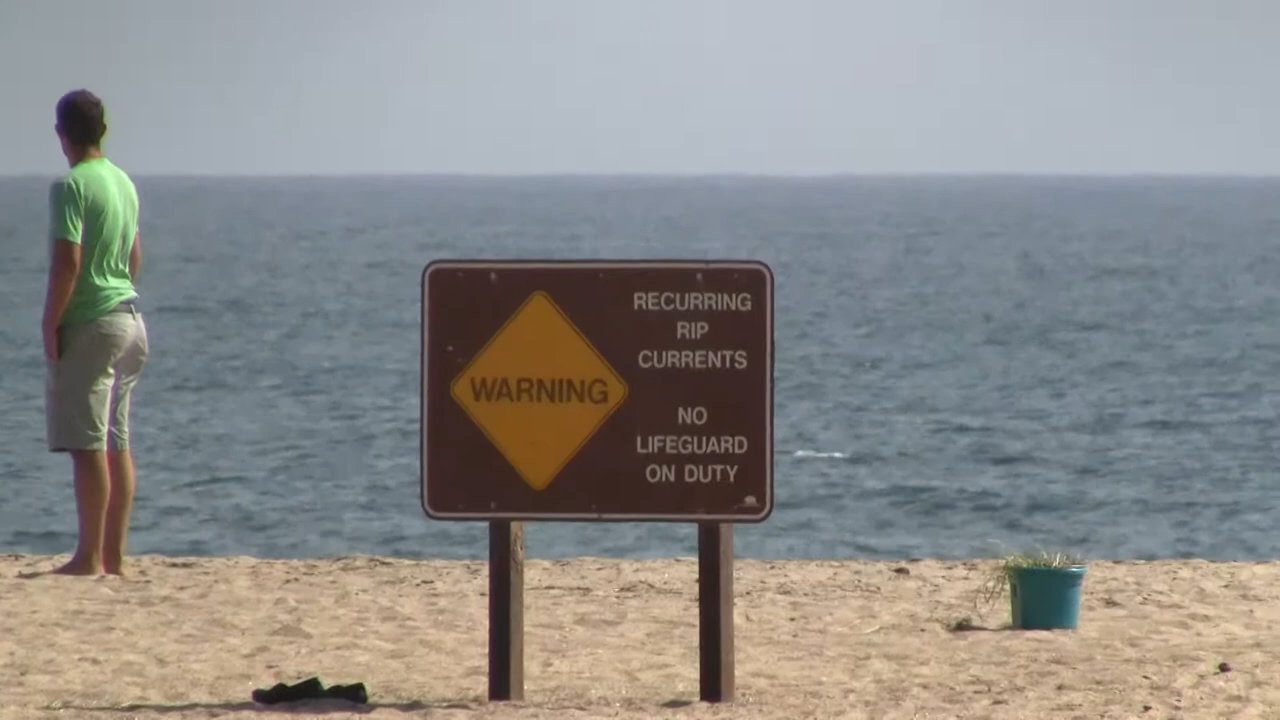 WARNING
RECURRING
RIP
CURRENTS
NO
LIFEGUARD
ON DUTY